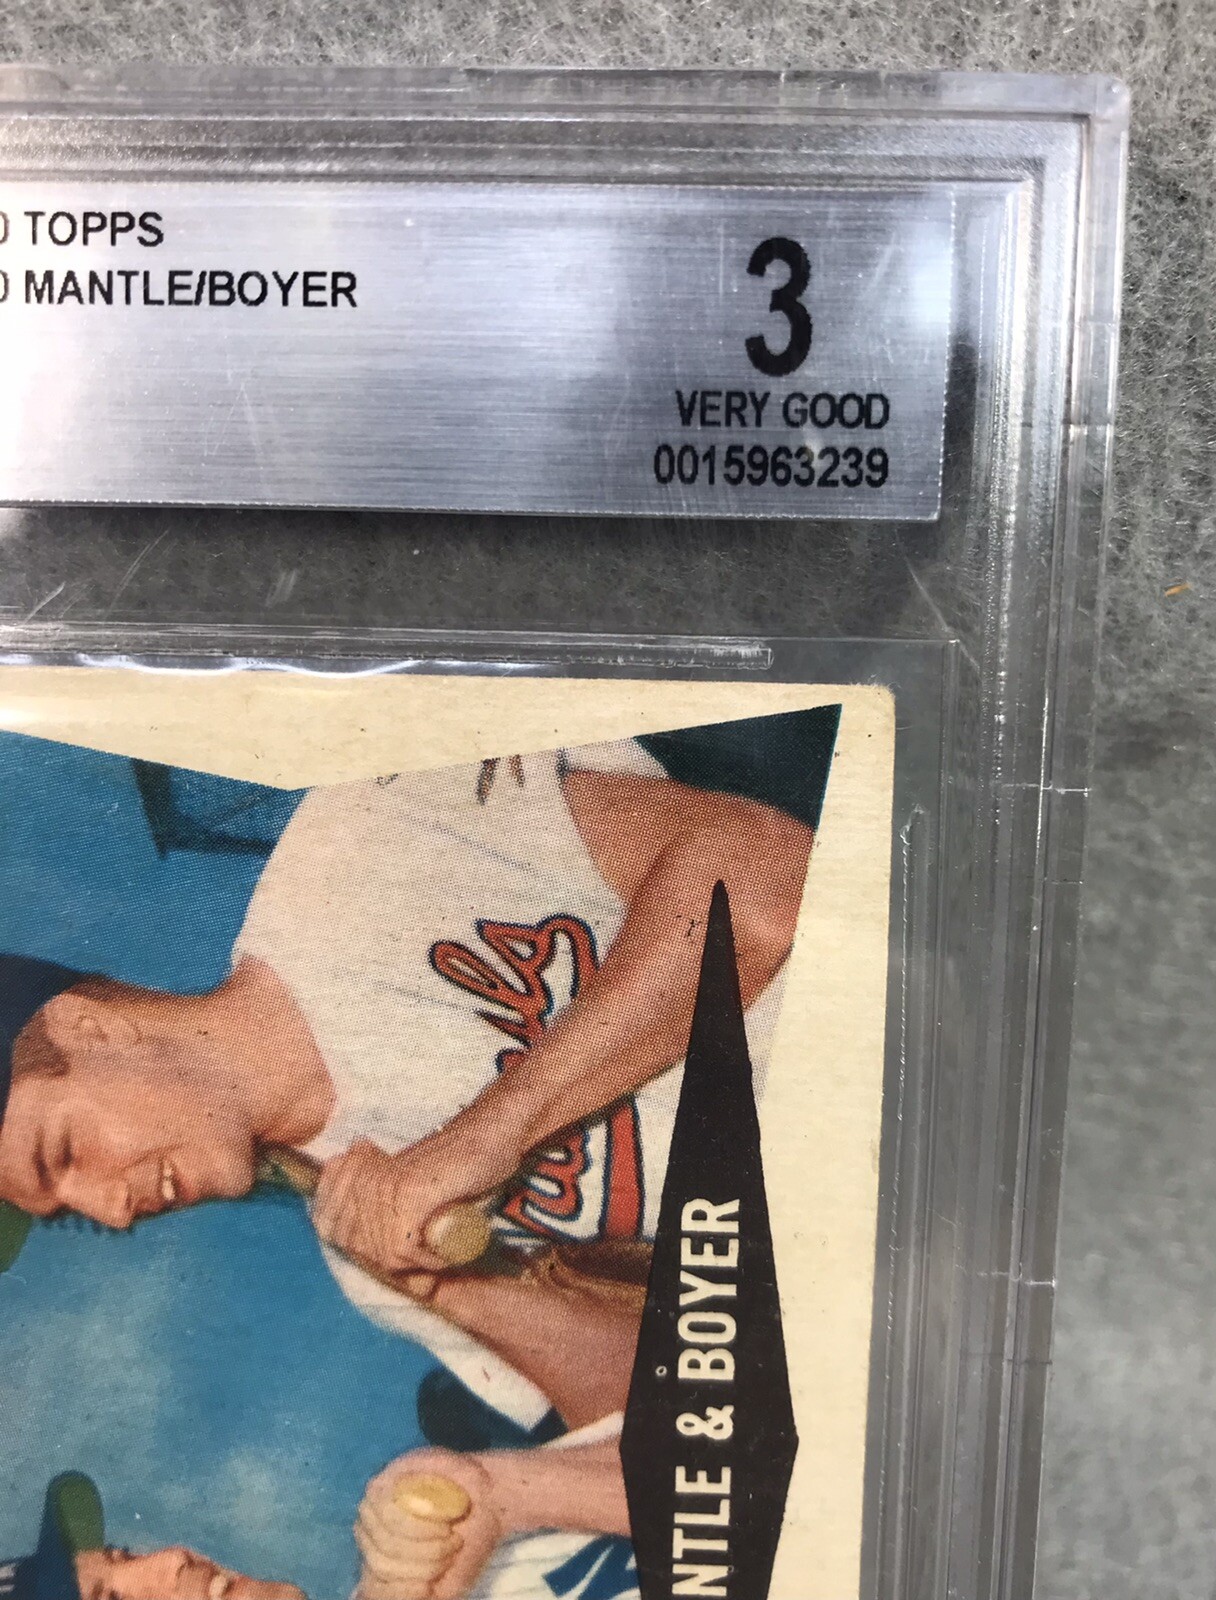 0 TOPPS
0 MANTLE/BOYER
3
VERY GOOD
0015963239
NTLE & BOYER